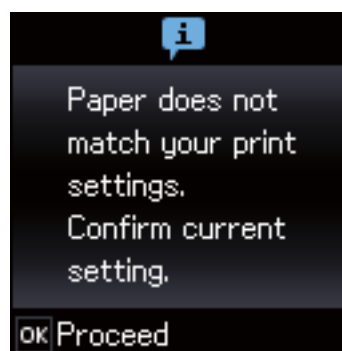 i
Paper does not
match your print
settings.
Confirm current
setting.
OK Proceed